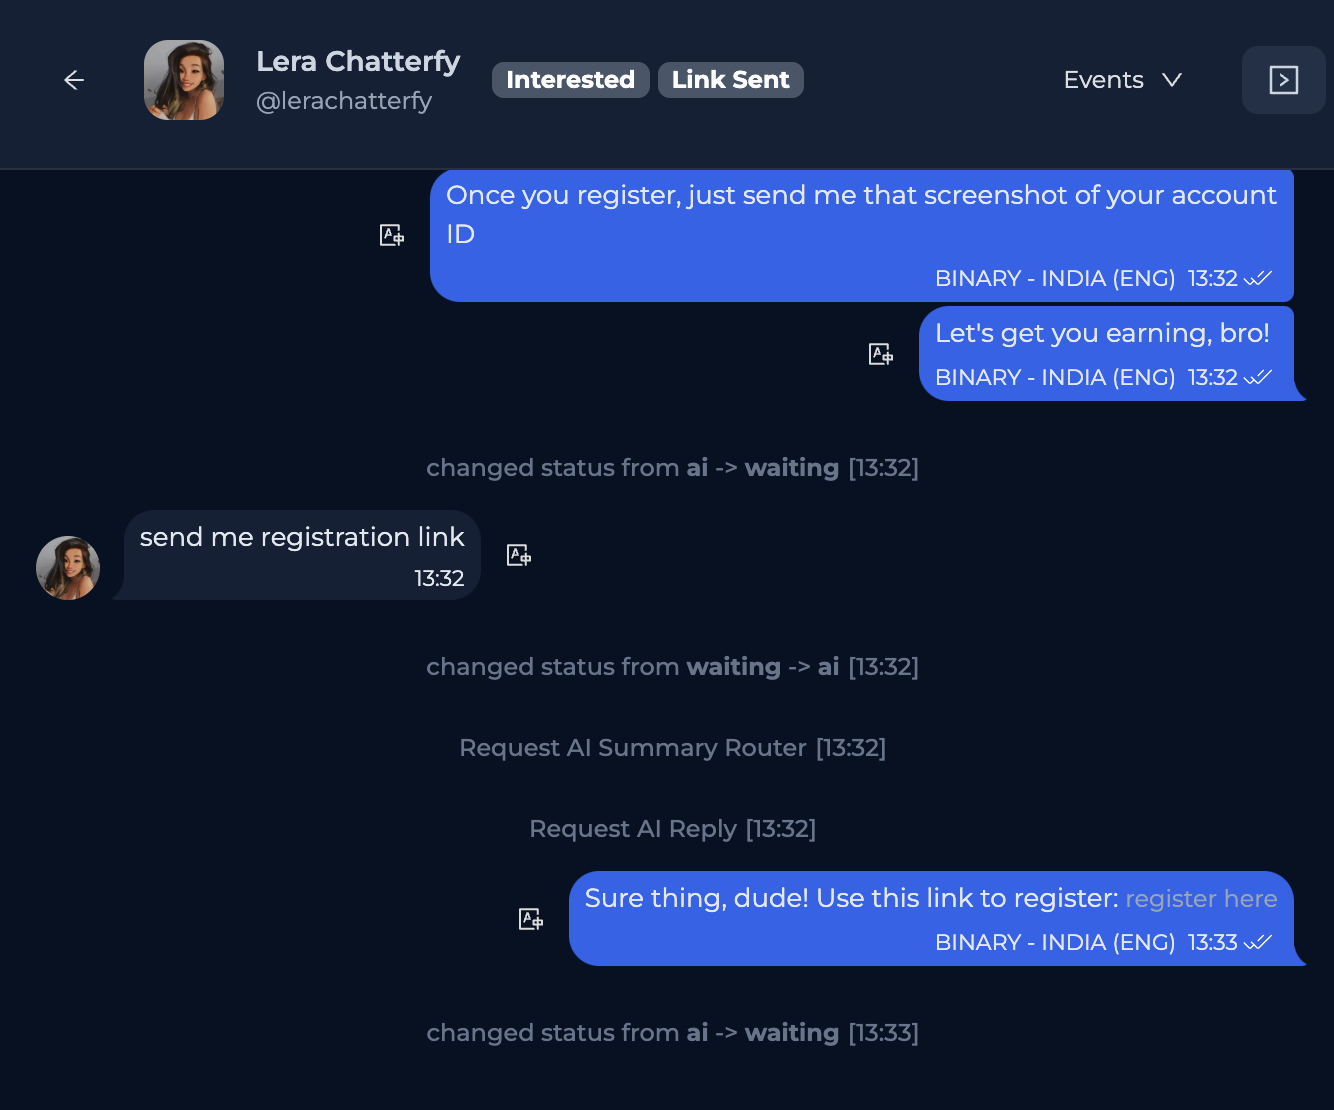 Lera Chatterfy
@lerachatterfy
Interested
Link Sent
Events
Once you register, just send me that screenshot of your account
ID
BINARY - INDIA (ENG) 13:32
Let's get you earning, bro!
BINARY - INDIA (ENG) 13:32
changed status from ai -> waiting [13:32]
send me registration link
13:32
changed status from waiting -> ai [13:32]
Request AI Summary Router [13:32]
Request AI Reply [13:32]
Sure thing, dude! Use this link to register: register here
BINARY - INDIA (ENG) 13:33
changed status from ai -> waiting [13:33]